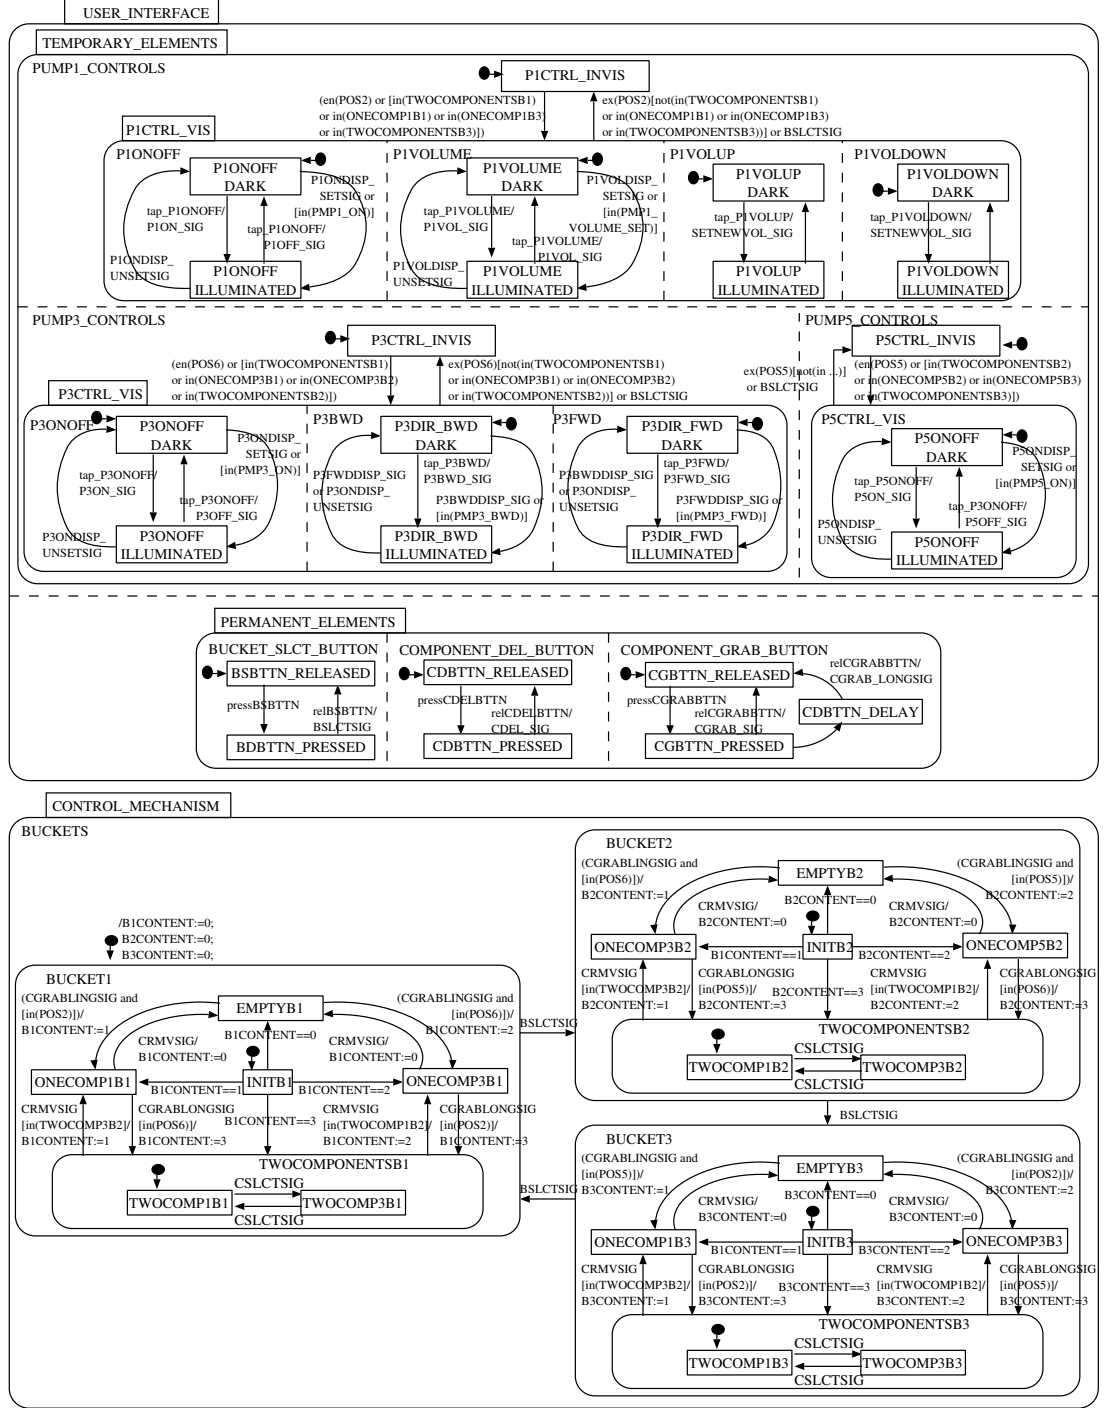 USER_INTERFACE
TEMPORARY_ELEMENTS
PUMP1_CONTROLS
P1CTRL_INVIS
(en(POS2) or [in(TWOCOMPONENTSB1)
or in(ONECOMP1B1) or in(ONECOMP1B3)
or in(TWOCOMPONENTSB3)])
ex(POS2)[not(in(TWOCOMPONENTSB1)
or in(ONECOMP1B1) or in(ONECOMP1B3)
or in(TWOCOMPONENTSB3))] or BSLCTSIG
P1CTRL_VIS
P1ONOFF
P1ONOFF
DARK
P1ONDISP_
SETSIG or
[in(PMP1_ON)]
tap_P1ONOFF/
P1ON_SIG
tap_P1ONOFF/
P1OFF_SIG
P1ONDISP_
UNSETSIG
P1ONOFF
ILLUMINATED
P1VOLUME
P1VOLUME
DARK
P1VOLDISP_
SETSIG or
[in(PMP1_
VOLUME_SET)]
tap_P1VOLUME/
P1VOL_SIG
tap_P1VOLUME/
P1VOL_SIG
P1VOLDISP_
UNSETSIG
P1VOLUME
ILLUMINATED
P1VOLUP
P1VOLUP
DARK
tap_P1VOLUP/
SETNEWVOL_SIG
P1VOLUP
ILLUMINATED
P1VOLDOWN
P1VOLDOWN
DARK
tap_P1VOLDOWN/
SETNEWVOL_SIG
P1VOLDOWN
ILLUMINATED
PUMP3_CONTROLS
P3CTRL_INVIS
(en(POS6) or [in(TWOCOMPONENTSB1)
or in(ONECOMP3B1) or in(ONECOMP3B2)
or in(TWOCOMPONENTSB2)])
ex(POS6)[not(in(TWOCOMPONENTSB1)
or in(ONECOMP3B1) or in(ONECOMP3B2)
or in(TWOCOMPONENTSB2))] or BSLCTSIG
P3CTRL_VIS
P3ONOFF
P3ONOFF
DARK
P3ONDISP_
SETSIG or
[in(PMP3_ON)]
tap_P3ONOFF/
P3ON_SIG
tap_P3ONOFF/
P3OFF_SIG
P3ONDISP_
UNSETSIG
P3ONOFF
ILLUMINATED
P3BWD
P3DIR_BWD
DARK
tap_P3BWD/
P3BWD_SIG
P3FWDDISP_SIG
or P3ONDISP_
UNSETSIG
P3BWDDISP_SIG or
[in(PMP3_BWD)]
P3DIR_BWD
ILLUMINATED
P3FWD
P3DIR_FWD
DARK
tap_P3FWD/
P3FWD_SIG
P3BWDDISP_SIG
or P3ONDISP_
UNSETSIG
P3FWDDISP_SIG or
[in(PMP3_FWD)]
P3DIR_FWD
ILLUMINATED
PUMP5_CONTROLS
P5CTRL_INVIS
ex(POS5)[not(in ...)]
or BSLCTSIG
(en(POS5) or [in(TWOCOMPONENTSB2)
or in(ONECOMP5B2) or in(ONECOMP5B3)
or in(TWOCOMPONENTSB3)])
P5CTRL_VIS
P5ONOFF
DARK
P5ONDISP_
SETSIG or
[in(PMP5_ON)]
tap_P5ONOFF/
P5ON_SIG
tap_P3ONOFF/
P5OFF_SIG
P5ONDISP_
UNSETSIG
P5ONOFF
ILLUMINATED
PERMANENT_ELEMENTS
BUCKET_SLCT_BUTTON
BSBTTN_RELEASED
pressBSBTTN
relBSBTTN/
BSLCTSIG
BDBTTN_PRESSED
COMPONENT_DEL_BUTTON
CDBTTN_RELEASED
pressCDELBTTN
relCDELBTTN/
CDEL_SIG
CDBTTN_PRESSED
COMPONENT_GRAB_BUTTON
CGBTTN_RELEASED
pressCGRABBTTN
relCGRABBTTN/
CGRAB_SIG
relCGRABBTTN/
CGRAB_LONGSIG
CDBTTN_DELAY
CGBTTN_PRESSED
CONTROL_MECHANISM
BUCKETS
/B1CONTENT:=0;
B2CONTENT:=0;
B3CONTENT:=0;
BUCKET1
(CGRABLINGSIG and
[in(POS2)])/
B1CONTENT:=1
EMPTYB1
(CGRABLINGSIG and
[in(POS6)])/
B1CONTENT:=2
CRMVSIG/
B1CONTENT:=0
B1CONTENT==0
CRMVSIG/
B1CONTENT:=0
ONECOMP1B1
B1CONTENT==1
INITB1
B1CONTENT==2
ONECOMP3B1
CRMVSIG
[in(TWOCOMP3B2]/
B1CONTENT:=1
CGRABLONGSIG
[in(POS6)]/
B1CONTENT:=3
B1CONTENT==3
CRMVSIG
[in(TWOCOMP1B2]/
B1CONTENT:=2
CGRABLONGSIG
[in(POS2)]/
B1CONTENT:=3
TWOCOMPONENTSB1
TWOCOMP1B1
CSLCTSIG
CSLCTSIG
TWOCOMP3B1
BSLCTSIG
BUCKET2
(CGRABLINGSIG and
[in(POS6)])/
B2CONTENT:=1
EMPTYB2
(CGRABLINGSIG and
[in(POS5)])/
B2CONTENT:=2
CRMVSIG/
B2CONTENT:=0
B2CONTENT==0
CRMVSIG/
B2CONTENT:=0
ONECOMP3B2
B1CONTENT==1
INITB2
B2CONTENT==2
ONECOMP5B2
CRMVSIG
[in(TWOCOMP3B2]/
B2CONTENT:=1
CGRABLONGSIG
[in(POS5)]/
B2CONTENT:=3
B2CONTENT==3
CRMVSIG
[in(TWOCOMP1B2]/
B2CONTENT:=2
CGRABLONGSIG
[in(POS6)]/
B2CONTENT:=3
TWOCOMPONENTSB2
TWOCOMP1B2
CSLCTSIG
CSLCTSIG
TWOCOMP3B2
BSLCTSIG
BSLCTSIG
BUCKET3
(CGRABLINGSIG and
[in(POS5)])/
B3CONTENT:=1
EMPTYB3
(CGRABLINGSIG and
[in(POS2)])/
B3CONTENT:=2
CRMVSIG/
B3CONTENT:=0
B3CONTENT==0
CRMVSIG/
B3CONTENT:=0
ONECOMP1B3
B1CONTENT==1
INITB3
B3CONTENT==2
ONECOMP3B3
CRMVSIG
[in(TWOCOMP3B2]/
B3CONTENT:=1
CGRABLONGSIG
[in(POS2)]/
B3CONTENT:=3
B3CONTENT==3
CRMVSIG
[in(TWOCOMP1B2]/
B3CONTENT:=2
CGRABLONGSIG
[in(POS5)]/
B3CONTENT:=3
TWOCOMPONENTSB3
TWOCOMP1B3
CSLCTSIG
CSLCTSIG
TWOCOMP3B3